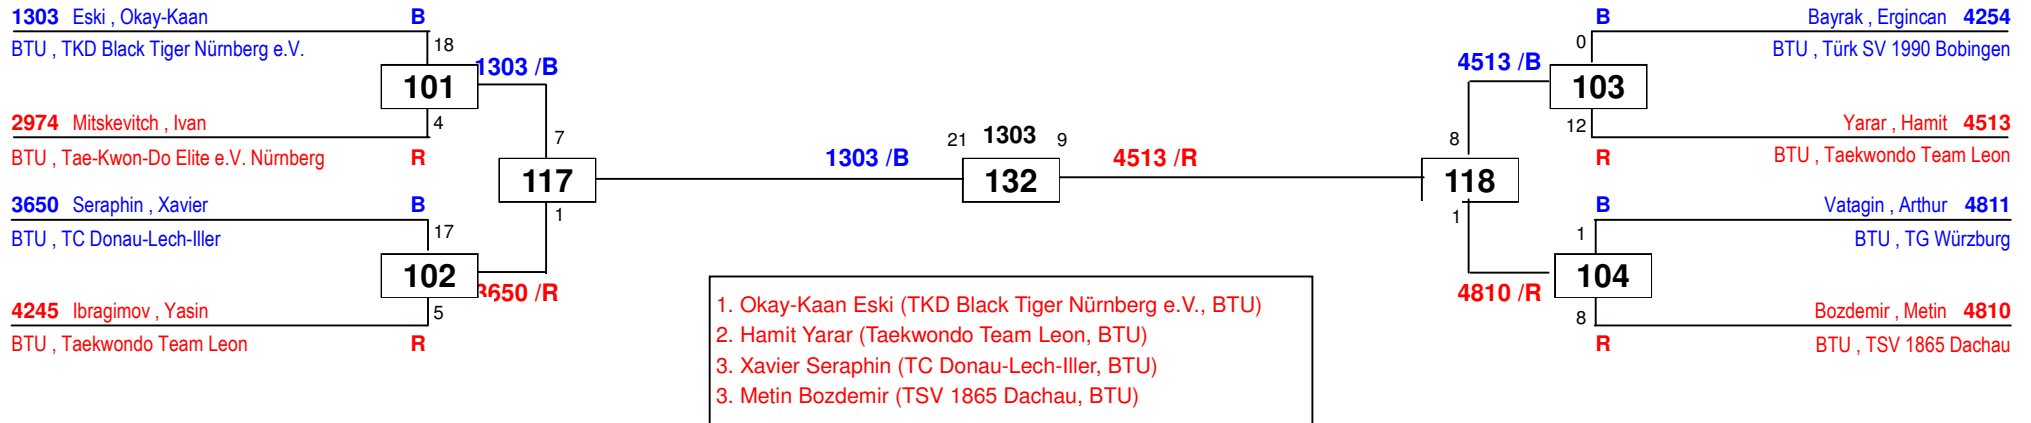 1303 Eski , Okay-Kaan B
BTU , TKD Black Tiger Nürnberg e.V.
18
101
1303 /B
4
2974 Mitskevitch , Ivan
BTU , Tae-Kwon-Do Elite e.V. Nürnberg R
7
117
1
3650 Seraphin , Xavier B
BTU , TC Donau-Lech-Iller
17
102
3650 /R
5
4245 Ibragimov , Yasin
BTU , Taekwondo Team Leon R
1303 /B
21 1303 9
132
4513 /R
B Bayrak , Ergincan 4254
BTU , Türk SV 1990 Bobingen
0
4513 /B
103
12
Yarar , Hamit 4513
R BTU , Taekwondo Team Leon
8
118
1
B Vatagin , Arthur 4811
BTU , TG Würzburg
1
104
4810 /R
8
Bozdemir , Metin 4810
R BTU , TSV 1865 Dachau
1. Okay-Kaan Eski (TKD Black Tiger Nürnberg e.V., BTU)
2. Hamit Yarar (Taekwondo Team Leon, BTU)
3. Xavier Seraphin (TC Donau-Lech-Iller, BTU)
3. Metin Bozdemir (TSV 1865 Dachau, BTU)